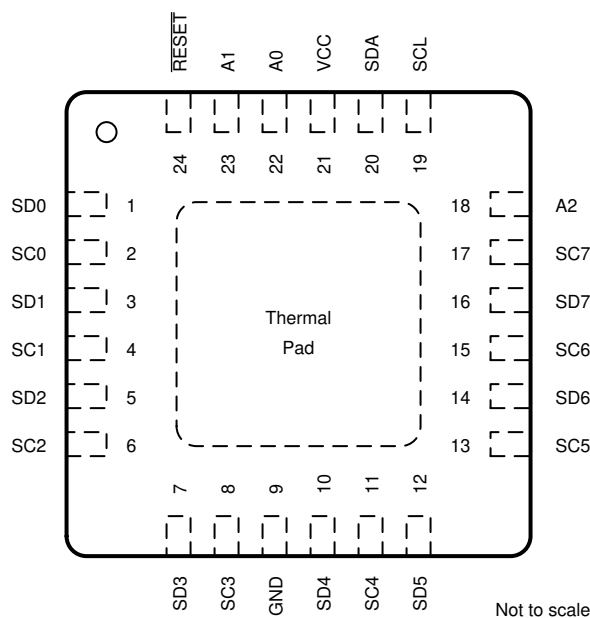 RESET A1 A0 VCC SDA SCL
24 23 22 21 20 19
SD0 1 18 A2
SC0 2 17 SC7
SD1 3 16 SD7
Thermal
SC1 4 15 SC6
Pad
SD2 5 14 SD6
SC2 6 13 SC5
7 8 9 10 11 12
SD3 SC3 GND SD4 SC4 SD5
Not to scale